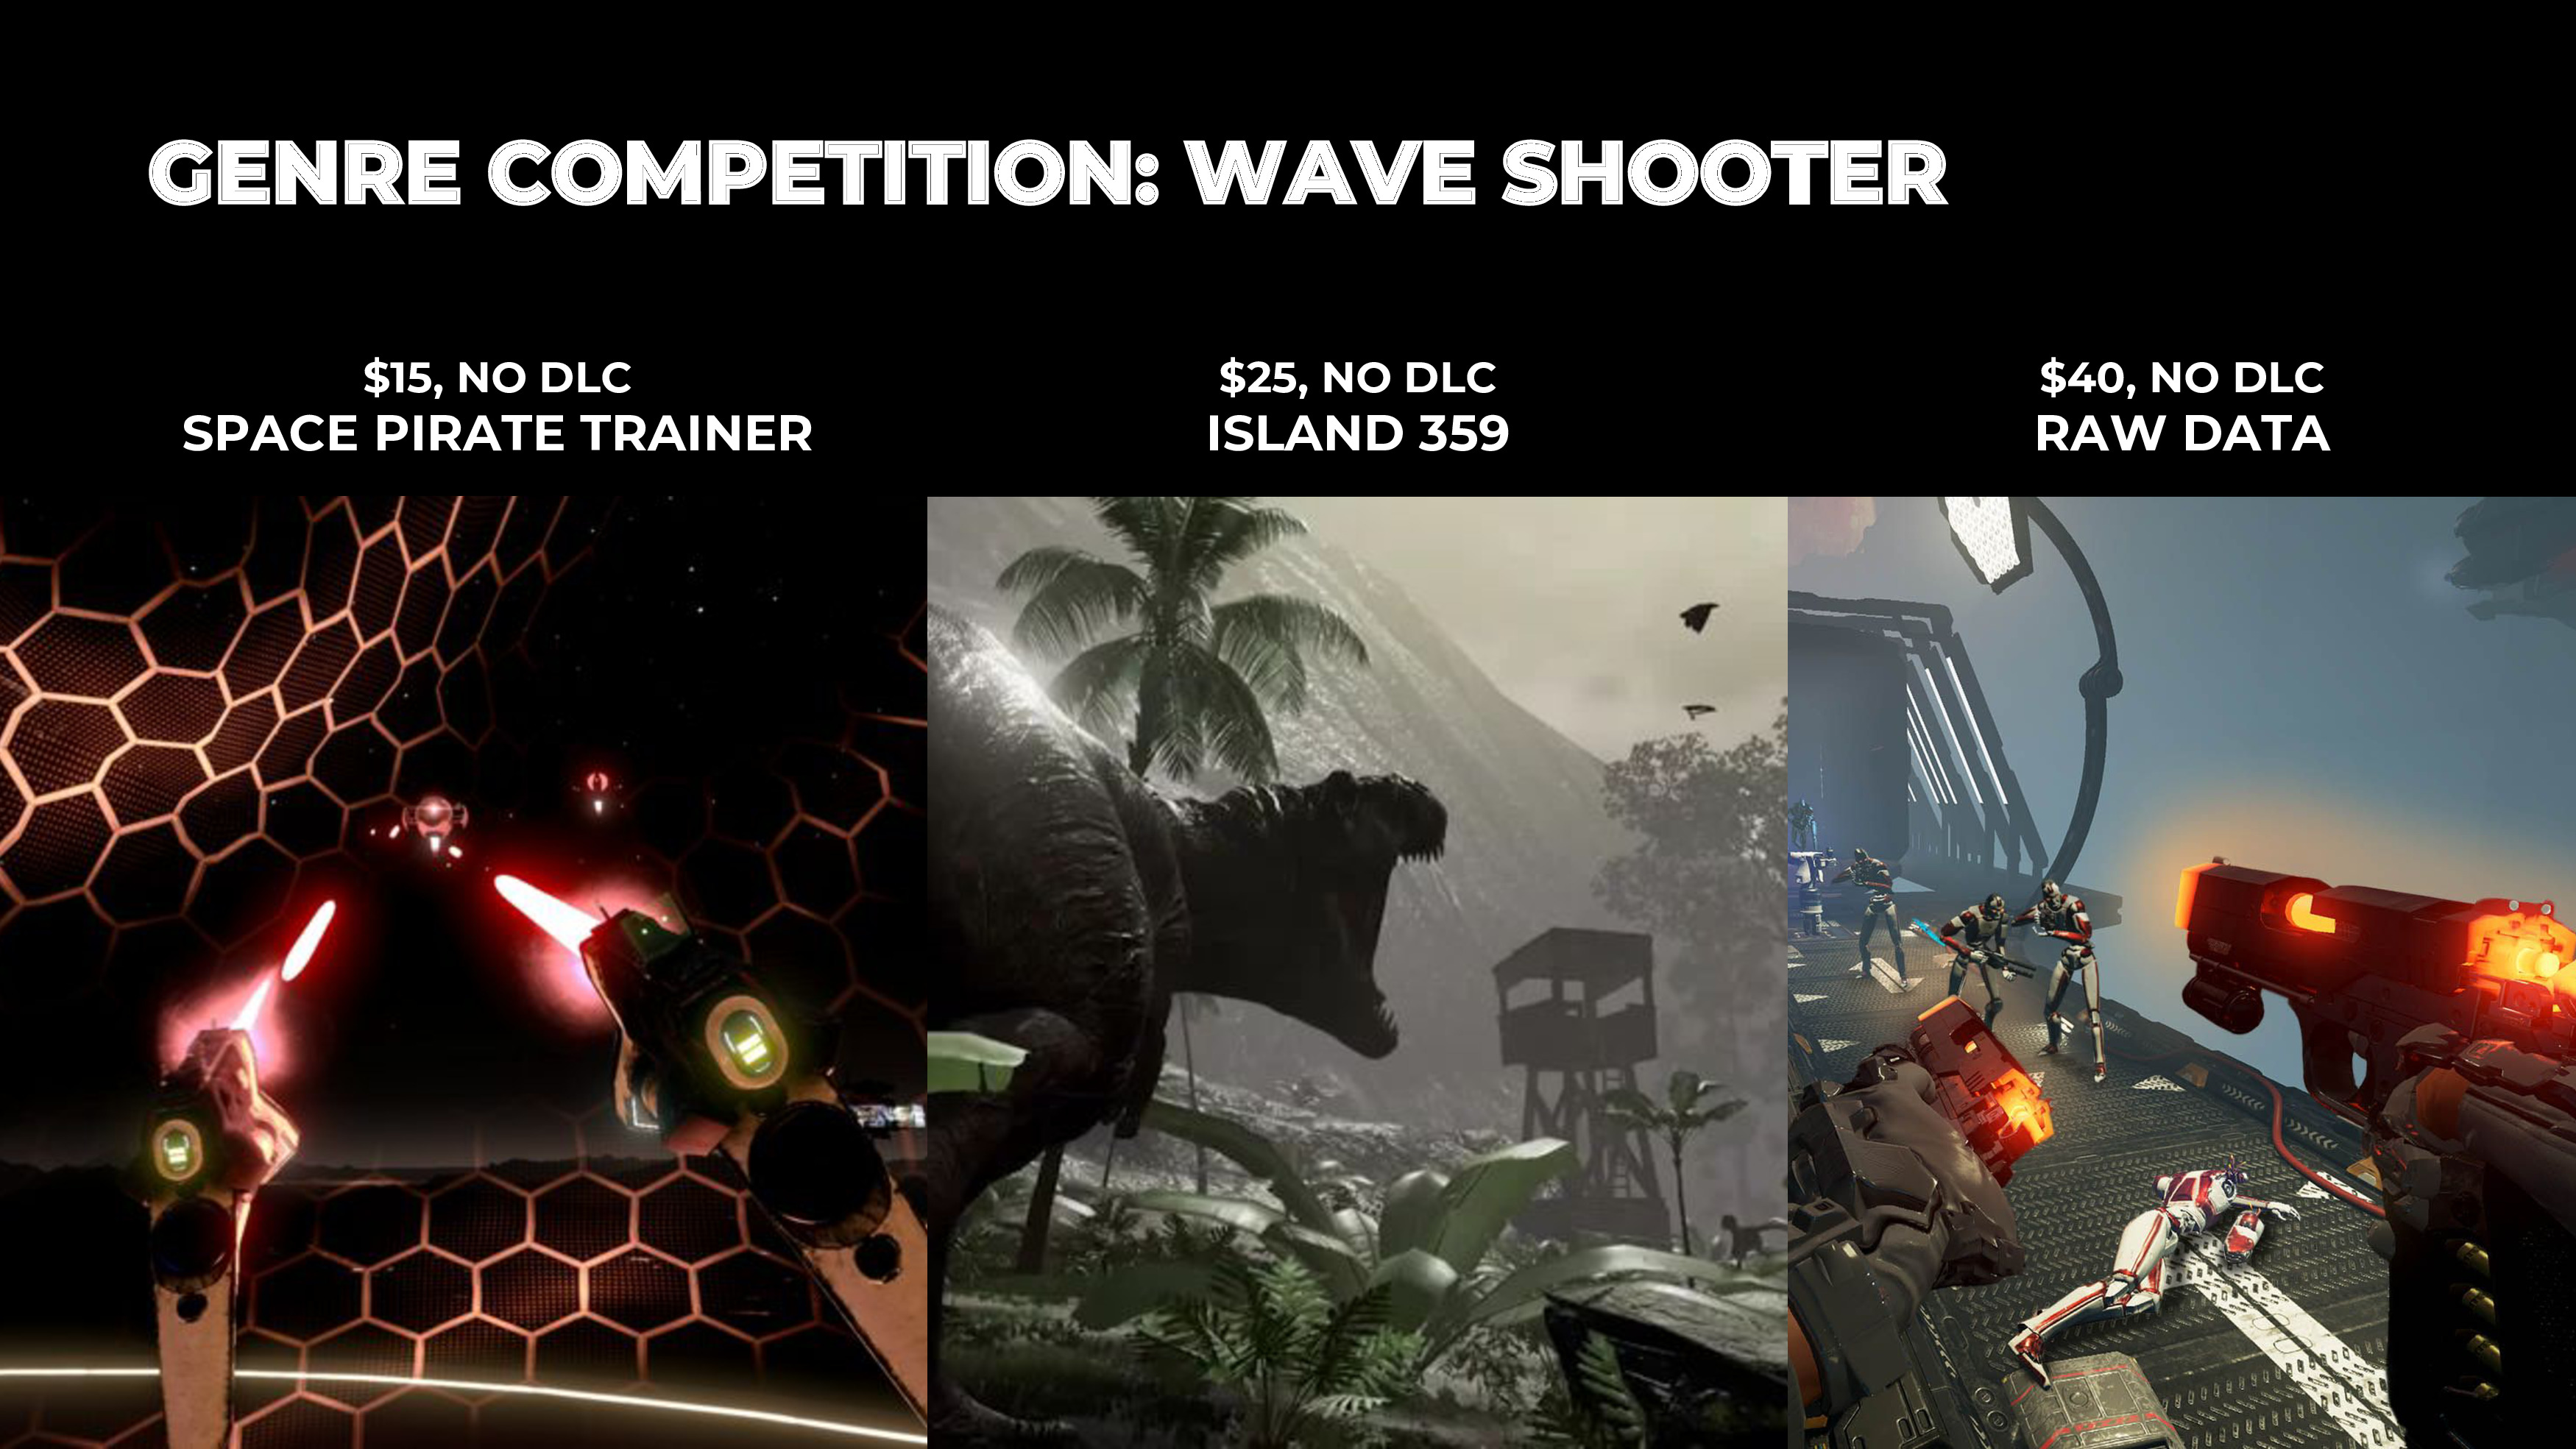 GENRE COMPETITION: WAVE SHOOTER
$15, NO DLC
SPACE PIRATE TRAINER
$25, NO DLC
ISLAND 359
$40, NO DLC
RAW DATA